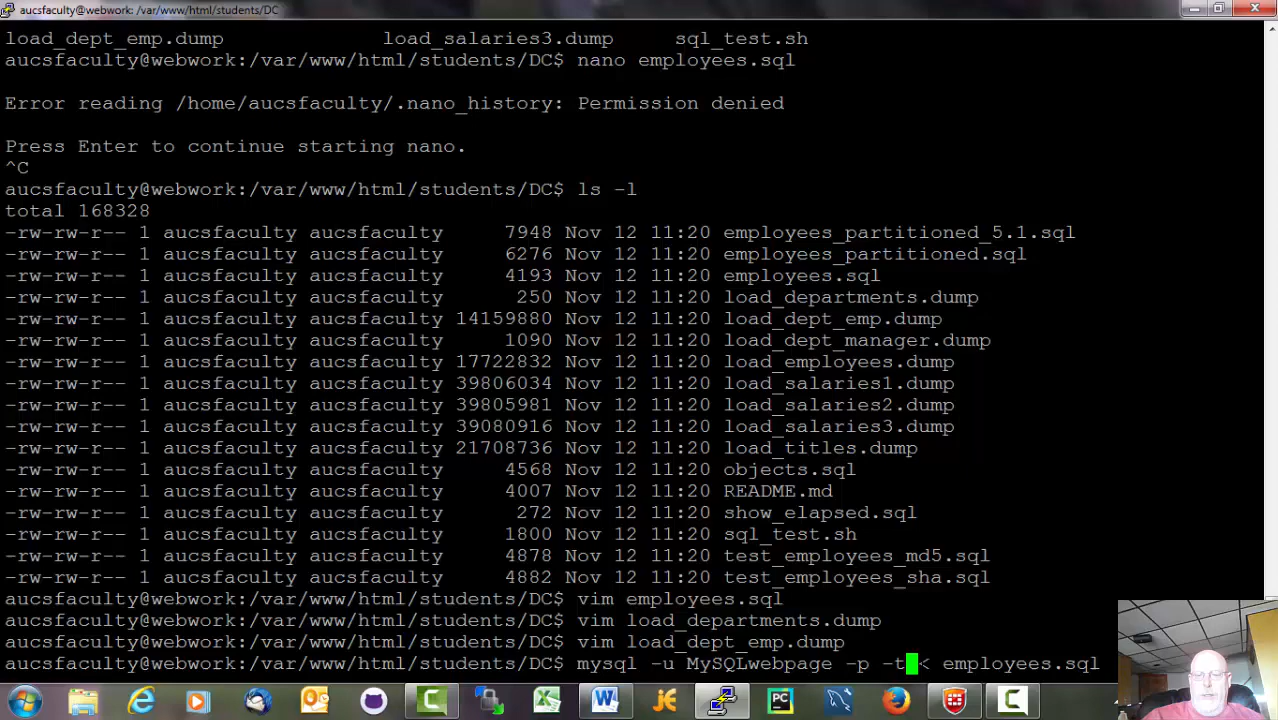 aucsfaculty@webwork: /var/www/html/students/DC
load_dept_emp.dump load_salaries3.dump sql_test.sh
aucsfaculty@webwork:/var/www/html/students/DC$ nano employees.sql
Error reading /home/aucsfaculty/.nano_history: Permission denied
Press Enter to continue starting nano.
^C
aucsfaculty@webwork:/var/www/html/students/DC$ ls -l
total 168328
-rw-rw-r-- 1 aucsfaculty aucsfaculty 7948 Nov 12 11:20 employees_partitioned_5.1.sql
-rw-rw-r-- 1 aucsfaculty aucsfaculty 6276 Nov 12 11:20 employees_partitioned.sql
-rw-rw-r-- 1 aucsfaculty aucsfaculty 4193 Nov 12 11:20 employees.sql
-rw-rw-r-- 1 aucsfaculty aucsfaculty 250 Nov 12 11:20 load_departments.dump
-rw-rw-r-- 1 aucsfaculty aucsfaculty 14159880 Nov 12 11:20 load_dept_emp.dump
-rw-rw-r-- 1 aucsfaculty aucsfaculty 1090 Nov 12 11:20 load_dept_manager.dump
-rw-rw-r-- 1 aucsfaculty aucsfaculty 17722832 Nov 12 11:20 load_employees.dump
-rw-rw-r-- 1 aucsfaculty aucsfaculty 39806034 Nov 12 11:20 load_salaries1.dump
-rw-rw-r-- 1 aucsfaculty aucsfaculty 39805981 Nov 12 11:20 load_salaries2.dump
-rw-rw-r-- 1 aucsfaculty aucsfaculty 39080916 Nov 12 11:20 load_salaries3.dump
-rw-rw-r-- 1 aucsfaculty aucsfaculty 21708736 Nov 12 11:20 load_titles.dump
-rw-rw-r-- 1 aucsfaculty aucsfaculty 4568 Nov 12 11:20 objects.sql
-rw-rw-r-- 1 aucsfaculty aucsfaculty 4007 Nov 12 11:20 README.md
-rw-rw-r-- 1 aucsfaculty aucsfaculty 272 Nov 12 11:20 show_elapsed.sql
-rw-rw-r-- 1 aucsfaculty aucsfaculty 1800 Nov 12 11:20 sql_test.sh
-rw-rw-r-- 1 aucsfaculty aucsfaculty 4878 Nov 12 11:20 test_employees_md5.sql
-rw-rw-r-- 1 aucsfaculty aucsfaculty 4882 Nov 12 11:20 test_employees_sha.sql
aucsfaculty@webwork:/var/www/html/students/DC$ vim employees.sql
aucsfaculty@webwork:/var/www/html/students/DC$ vim load_departments.dump
aucsfaculty@webwork:/var/www/html/students/DC$ vim load_dept_emp.dump
aucsfaculty@webwork:/var/www/html/students/DC$ mysql -u MySQLwebpage -p -t < employees.sql